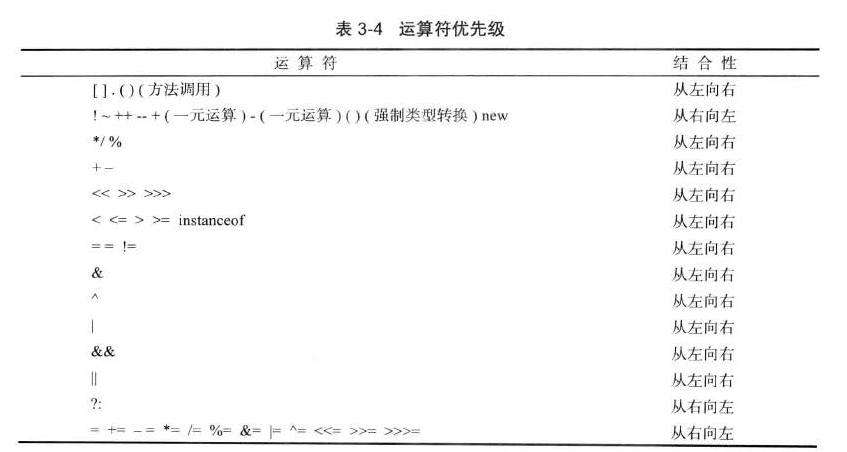 表 3-4 运算符优先级
运 算 符 结 合 性
[ ] . ( ) ( 方法调用 ) 从左向右
! ~ ++ -- + ( 一元运算 ) - ( 一元运算 ) ( ) ( 强制类型转换 ) new 从右向左
*/ % 从左向右
+ – 从左向右
<< >> >>> 从左向右
< <= > >= instanceof 从左向右
= = != 从左向右
& 从左向右
^ 从左向右
| 从左向右
&& 从左向右
|| 从左向右
?: 从右向左
= += – = *= /= %= &= |= ^= <<= >>= >>>= 从右向左